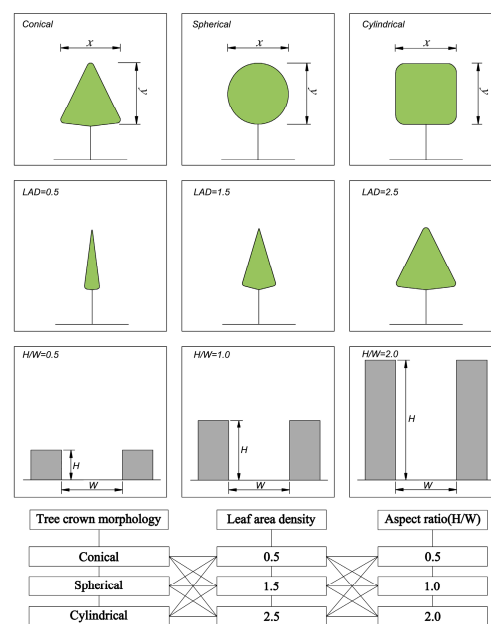 Conical
x
y
Spherical
x
y
Cylindrical
x
y
LAD=0.5
LAD=1.5
LAD=2.5
H/W=0.5
H
W
H/W=1.0
H
W
H/W=2.0
H
W
Tree crown morphology Leaf area density Aspect ratio(H/W)
Conical 0.5 0.5
Spherical 1.5 1.0
Cylindrical 2.5 2.0